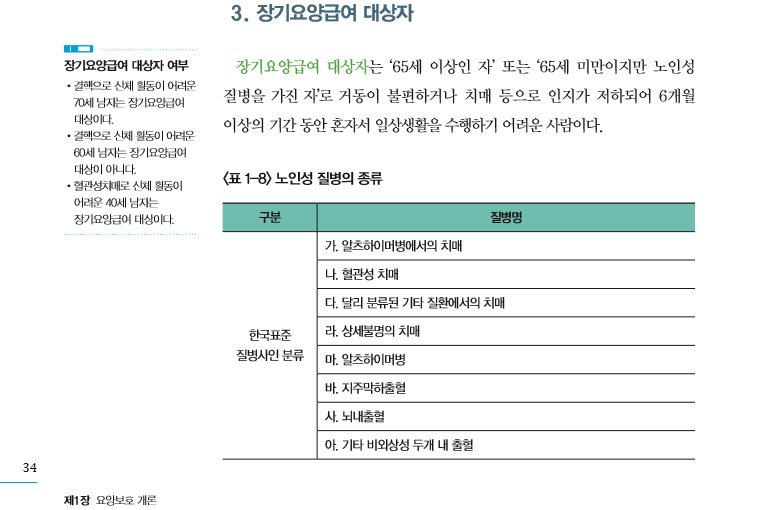 3. 장기요양급여 대상자
장기요양급여 대상자 여부
• 결핵으로 신체 활동이 어려운
70세 남자는 장기요양급여
대상이다.
• 결핵으로 신체 활동이 어려운
60세 남자는 장기요양급여
대상이 아니다.
• 혈관성치매로 신체 활동이
어려운 40세 남자는
장기요양급여 대상이다.
장기요양급여 대상자는 ‘65세 이상인 자’ 또는 ‘65세 미만이지만 노인성
질병을 가진 자’로 거동이 불편하거나 치매 등으로 인지가 저하되어 6개월
이상의 기간 동안 혼자서 일상생활을 수행하기 어려운 사람이다.
〈표 1-8〉 노인성 질병의 종류
구분 질병명
가. 알츠하이머병에서의 치매
나. 혈관성 치매
다. 달리 분류된 기타 질환에서의 치매
라. 상세불명의 치매
한국표준
질병사인 분류
마. 알츠하이머병
바. 지주막하출혈
사. 뇌내출혈
아. 기타 비외상성 두개 내 출혈
34
제1장 요양보호 개론